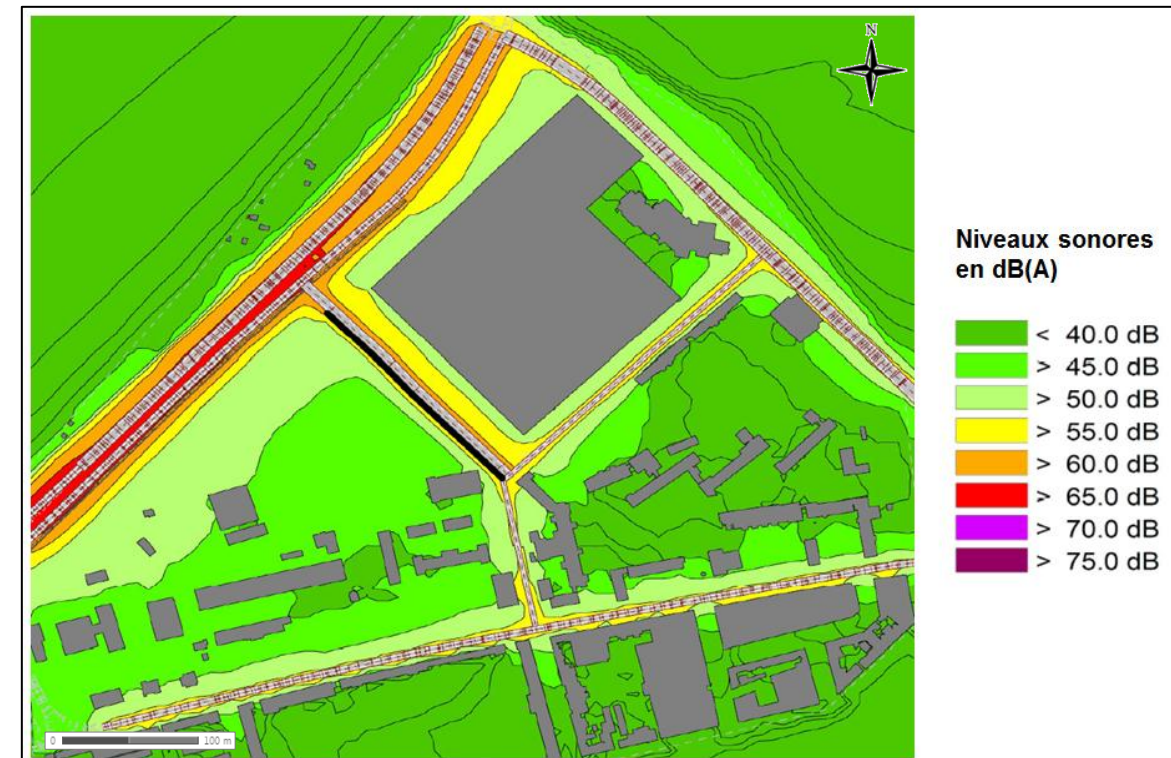 N
Niveaux sonores
en dB(A)
< 40.0 dB
> 45.0 dB
> 50.0 dB
> 55.0 dB
> 60.0 dB
> 65.0 dB
> 70.0 dB
> 75.0 dB
0 100 m